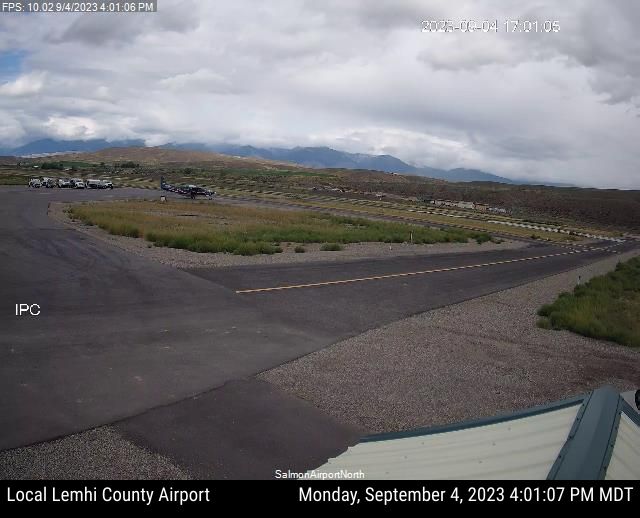 FPS: 10.02 9/4/2023 4:01:06 PM
2023-09-04 17:01:05
IPC
SalmonAirportNorth
Local Lemhi County Airport
Monday, September 4, 2023 4:01:07 PM MDT